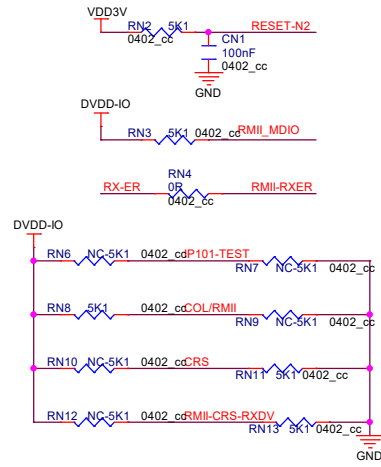 VDD3V
RN2 5K1 RESET-N2
0402_cc CN1
100nF
0402_cc
GND
DVDD-IO
RN3 5K1 0402_cc RMII_MDIO
RN4
RX-ER 0R RMII-RXER
0402_cc
DVDD-IO
RN6 NC-5K1 0402_cc IP101-TEST RN7 NC-5K1 0402_cc
RN8 5K1 0402_cc COL/RMII RN9 NC-5K1 0402_cc
RN10 NC-5K1 0402_cc CRS RN11 5K1 0402_cc
RN12 NC-5K1 0402_cc RMII-CRS-RXDV RN13 5K1 0402_cc
GND